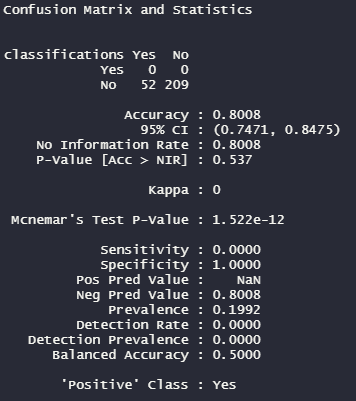 Confusion Matrix and Statistics
classifications Yes No
Yes 0 0
No 52 209
Accuracy : 0.8008
95% CI : (0.7471, 0.8475)
No Information Rate : 0.8008
P-Value [Acc > NIR] : 0.537
Kappa : 0
Mcnemar's Test P-Value : 1.522e-12
Sensitivity : 0.0000
Specificity : 1.0000
Pos Pred Value : NaN
Neg Pred Value : 0.8008
Prevalence : 0.1992
Detection Rate : 0.0000
Detection Prevalence : 0.0000
Balanced Accuracy : 0.5000
'Positive' Class : Yes